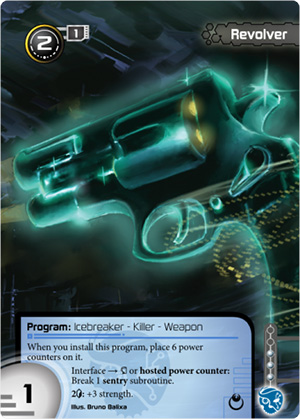 2
1
Revolver
Program: Icebreaker - Killer - Weapon
When you install this program, place 6 power
counters on it.
Interface → or hosted power counter:
Break 1 sentry subroutine.
2: +3 strength.
1
Illus. Bruno Balixa